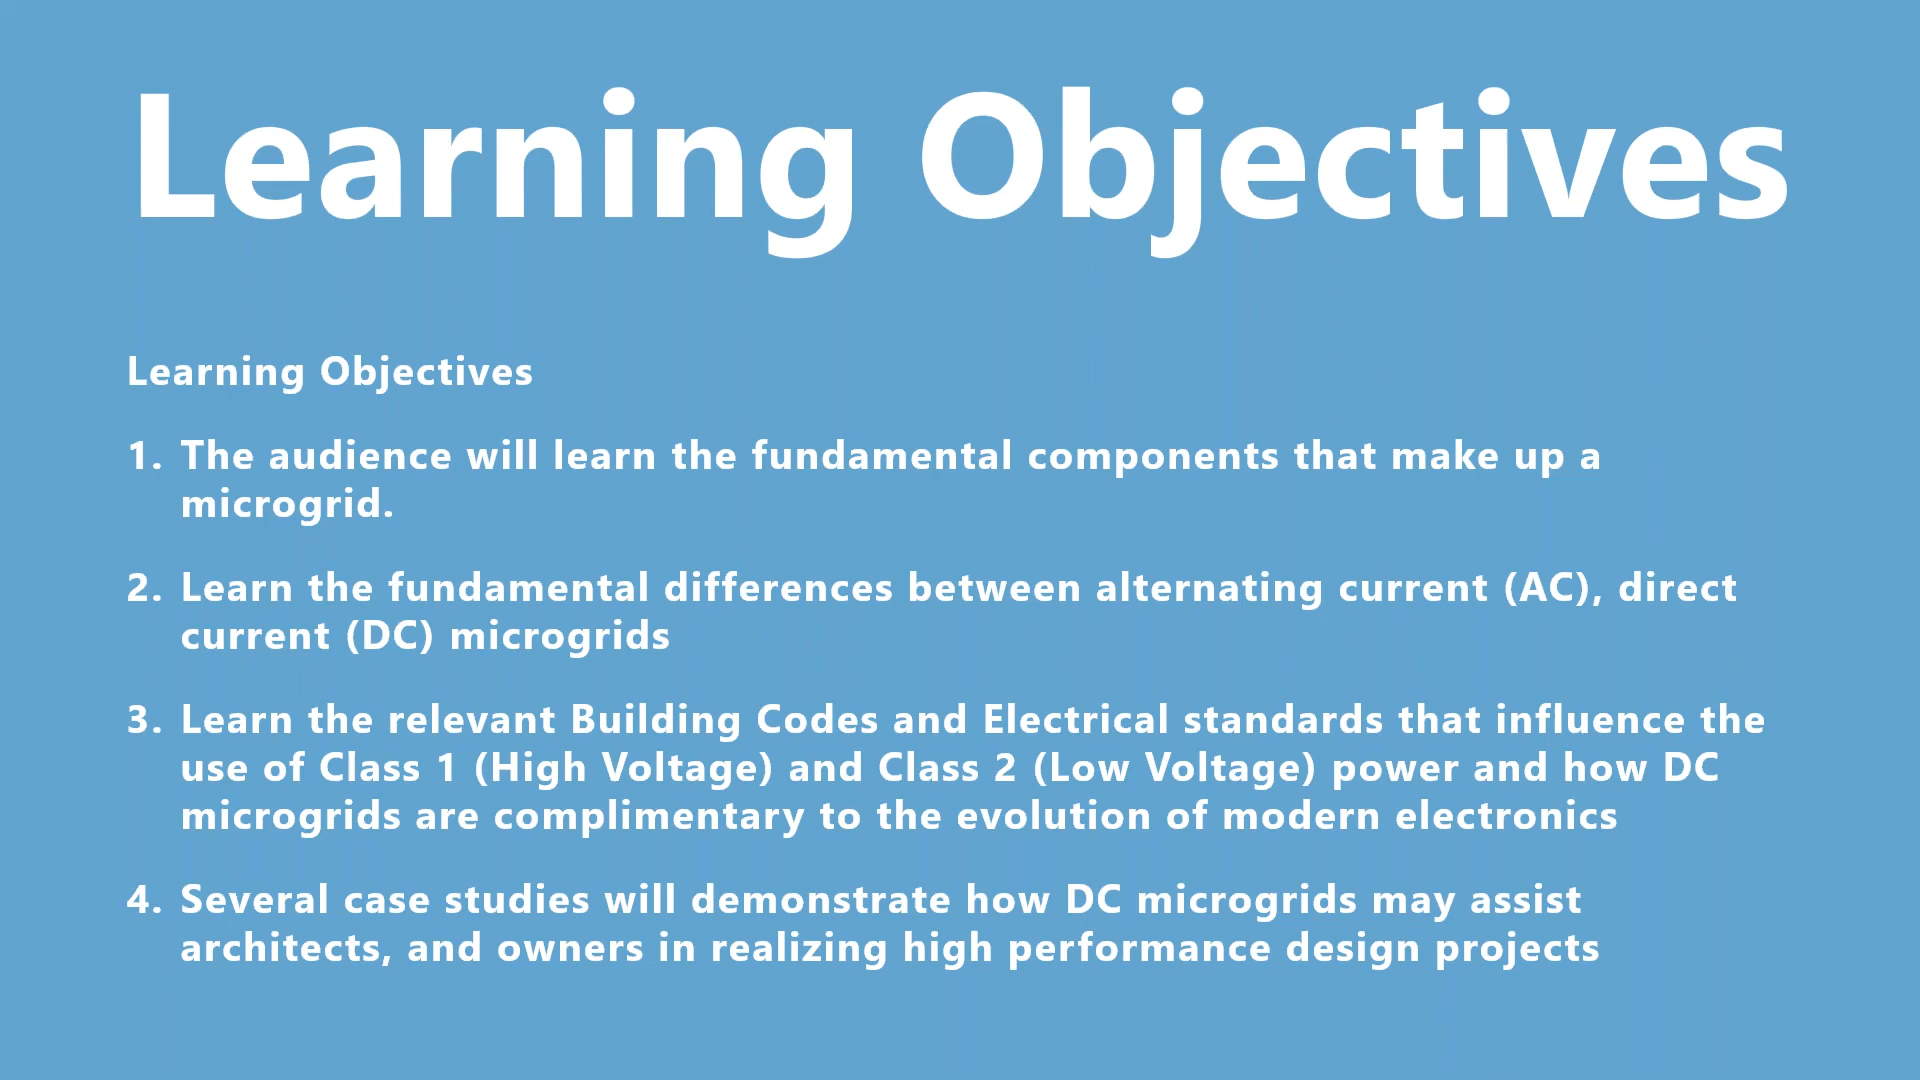 Learning Objectives
Learning Objectives
1. The audience will learn the fundamental components that make up a
microgrid.
2. Learn the fundamental differences between alternating current (AC), direct
current (DC) microgrids
3. Learn the relevant Building Codes and Electrical standards that influence the
use of Class 1 (High Voltage) and Class 2 (Low Voltage) power and how DC
microgrids are complimentary to the evolution of modern electronics
4. Several case studies will demonstrate how DC microgrids may assist
architects, and owners in realizing high performance design projects